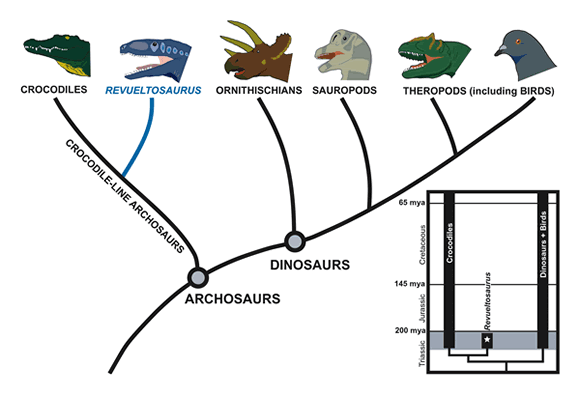 CROCODILES
REVUELTOSAURUS
ORNITHISCHIANS
SAUROPODS
THEROPODS (including BIRDS)
CROCODILE-LINE ARCHOSAURS
DINOSAURS
ARCHOSAURS
65 mya
Cretaceous
145 mya
Jurassic
200 mya
Triassic
Crocodiles
Revueltosaurus
Dinosaurs + Birds